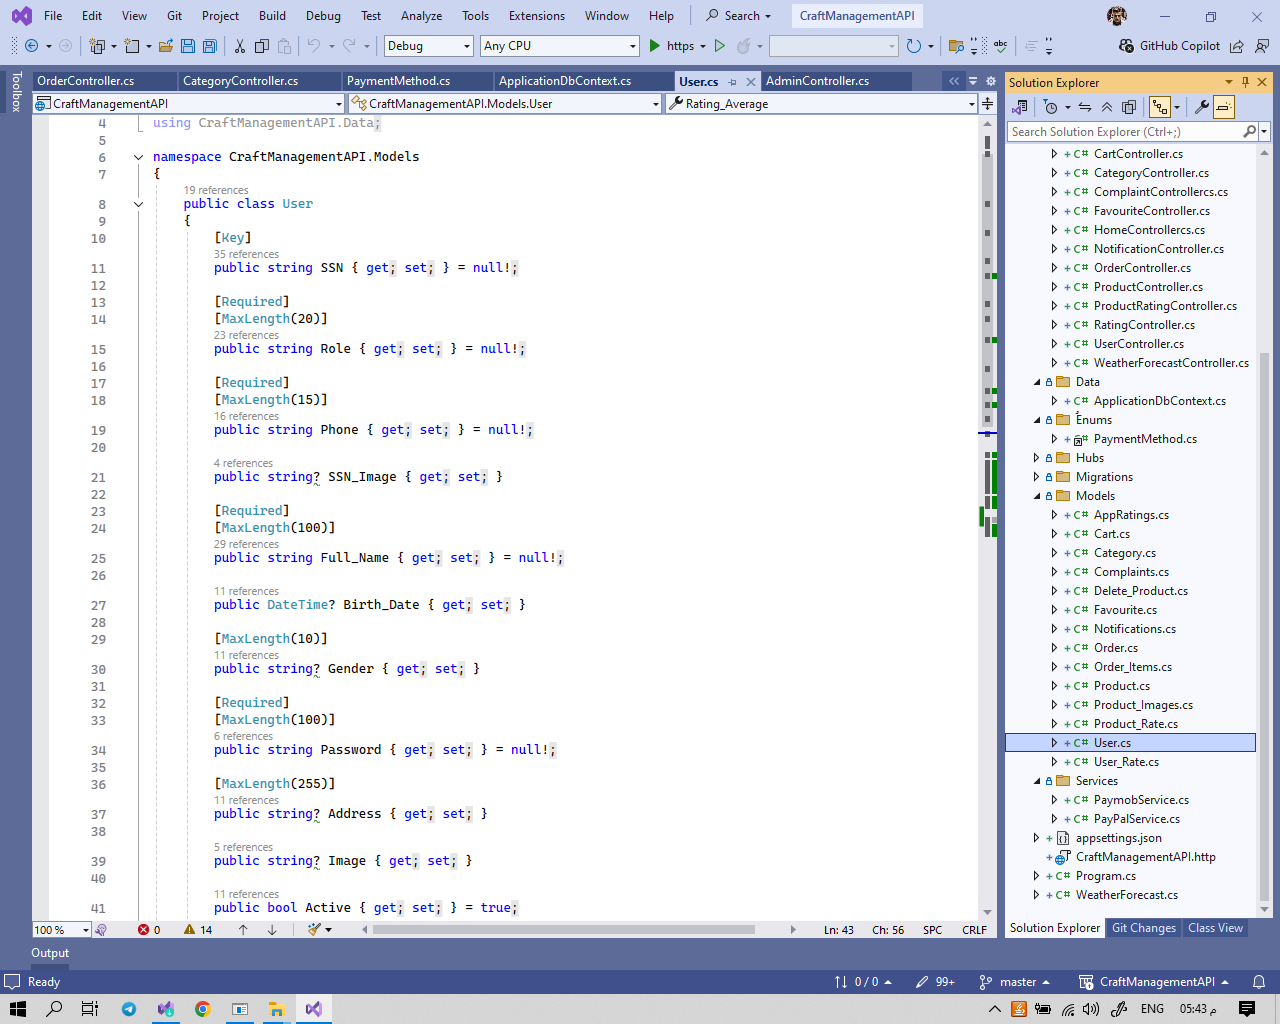 File Edit View Git Project Build Debug Test Analyze Tools Extensions Window Help Search CraftManagementAPI
Debug Any CPU https GitHub Copilot
Toolbox
OrderController.cs CategoryController.cs PaymentMethod.cs ApplicationDbContext.cs User.cs AdminController.cs
CraftManagementAPI CraftManagementAPI.Models.User Rating_Average
4 using CraftManagementAPI.Data;
5
6 namespace CraftManagementAPI.Models
7 {
19 references
8 public class User
9 {
10 [Key]
35 references
11 public string SSN { get; set; } = null!;
12
13 [Required]
14 [MaxLength(20)]
23 references
15 public string Role { get; set; } = null!;
16
17 [Required]
18 [MaxLength(15)]
16 references
19 public string Phone { get; set; } = null!;
20
4 references
21 public string? SSN_Image { get; set; }
22
23 [Required]
24 [MaxLength(100)]
29 references
25 public string Full_Name { get; set; } = null!;
26
11 references
27 public DateTime? Birth_Date { get; set; }
28
29 [MaxLength(10)]
11 references
30 public string? Gender { get; set; }
31
32 [Required]
33 [MaxLength(100)]
6 references
34 public string Password { get; set; } = null!;
35
36 [MaxLength(255)]
11 references
37 public string? Address { get; set; }
38
5 references
39 public string? Image { get; set; }
40
11 references
41 public bool Active { get; set; } = true;
100 % 0 14 Ln: 43 Ch: 56 SPC CRLF
Solution Explorer
Search Solution Explorer (Ctrl+;)
C# CartController.cs
C# CategoryController.cs
C# ComplaintControllercs.cs
C# FavouriteController.cs
C# HomeControllercs.cs
C# NotificationController.cs
C# OrderController.cs
C# ProductController.cs
C# ProductRatingController.cs
C# RatingController.cs
C# UserController.cs
C# WeatherForecastController.cs
Data
C# ApplicationDbContext.cs
Enums
PaymentMethod.cs
Hubs
Migrations
Models
C# AppRatings.cs
C# Cart.cs
C# Category.cs
C# Complaints.cs
C# Delete_Product.cs
C# Favourite.cs
C# Notifications.cs
C# Order.cs
C# Order_Items.cs
C# Product.cs
C# Product_Images.cs
C# Product_Rate.cs
C# User.cs
C# User_Rate.cs
Services
C# PaymobService.cs
C# PayPalService.cs
appsettings.json
CraftManagementAPI.http
C# Program.cs
C# WeatherForecast.cs
Solution Explorer Git Changes Class View
Output
Ready 0 / 0 99+ master CraftManagementAPI
ENG 05:43 م